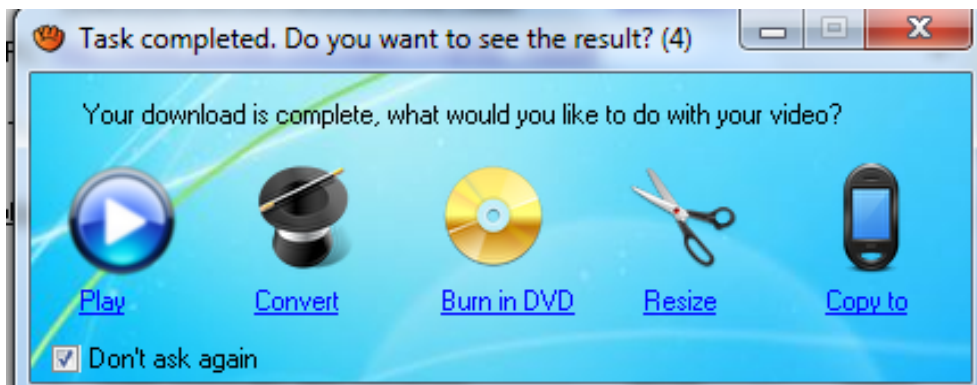 Task completed. Do you want to see the result? (4)
Your download is complete, what would you like to do with your video?
Play Convert Burn in DVD Resize Copy to
Don't ask again